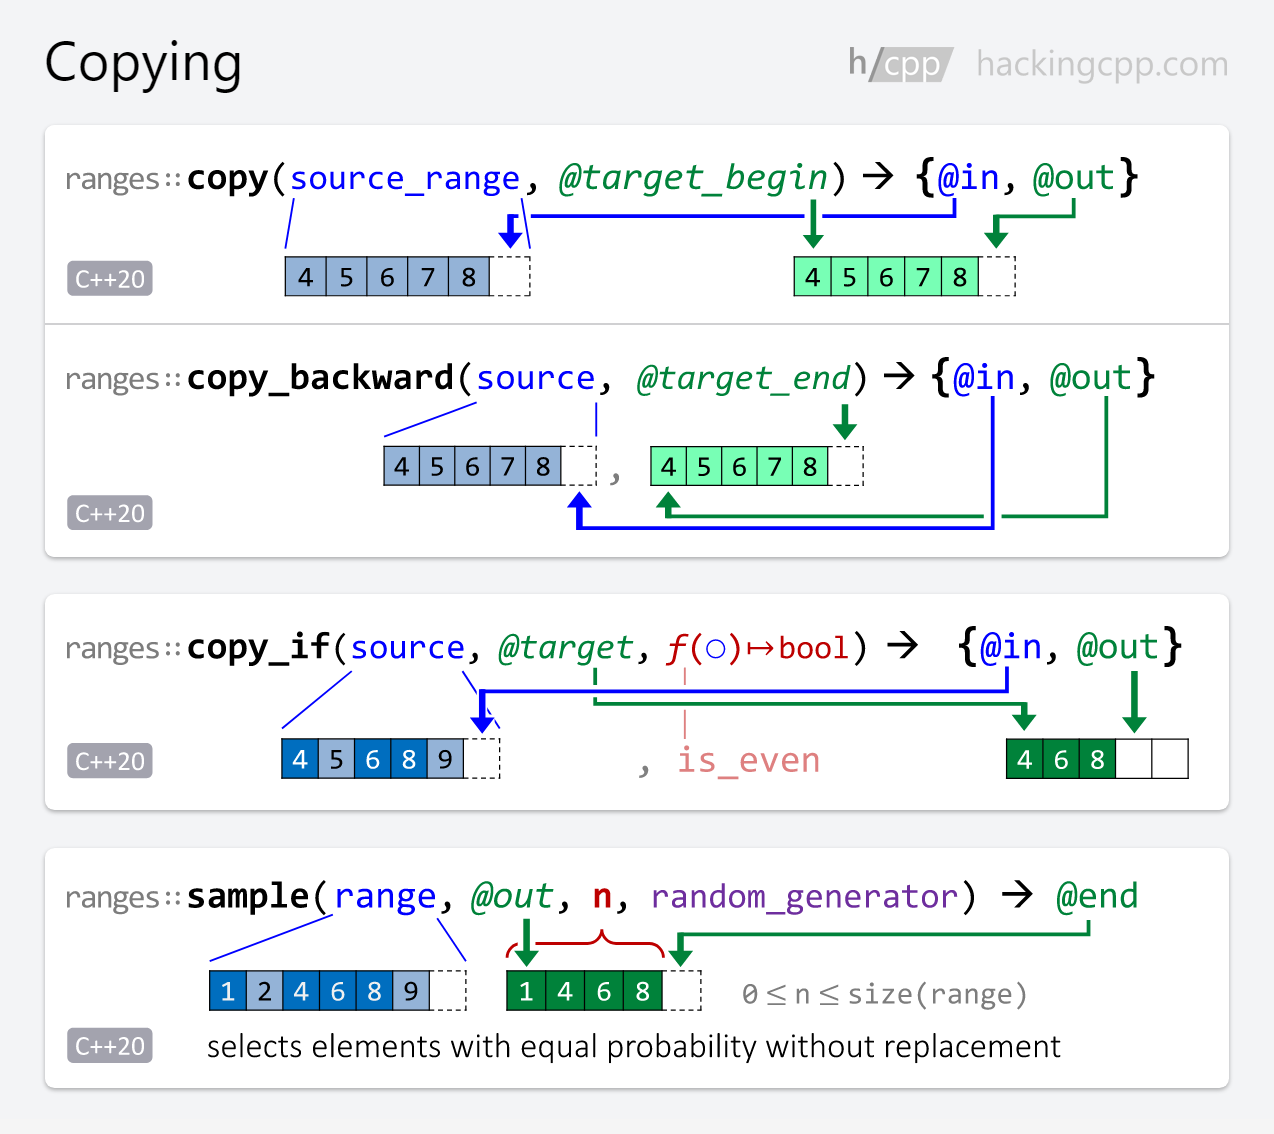 Copying
h/cpp hackingcpp.com
ranges::copy(source_range, @target_begin) → {@in, @out}
C++20 4 5 6 7 8 4 5 6 7 8
ranges::copy_backward(source, @target_end) → {@in, @out}
4 5 6 7 8 , 4 5 6 7 8
C++20
ranges::copy_if(source, @target, f(○)↦bool) → {@in, @out}
C++20 4 5 6 8 9 , is_even 4 6 8
ranges::sample(range, @out, n, random_generator) → @end
1 2 4 6 8 9 1 4 6 8 0 ≤ n ≤ size(range)
C++20 selects elements with equal probability without replacement